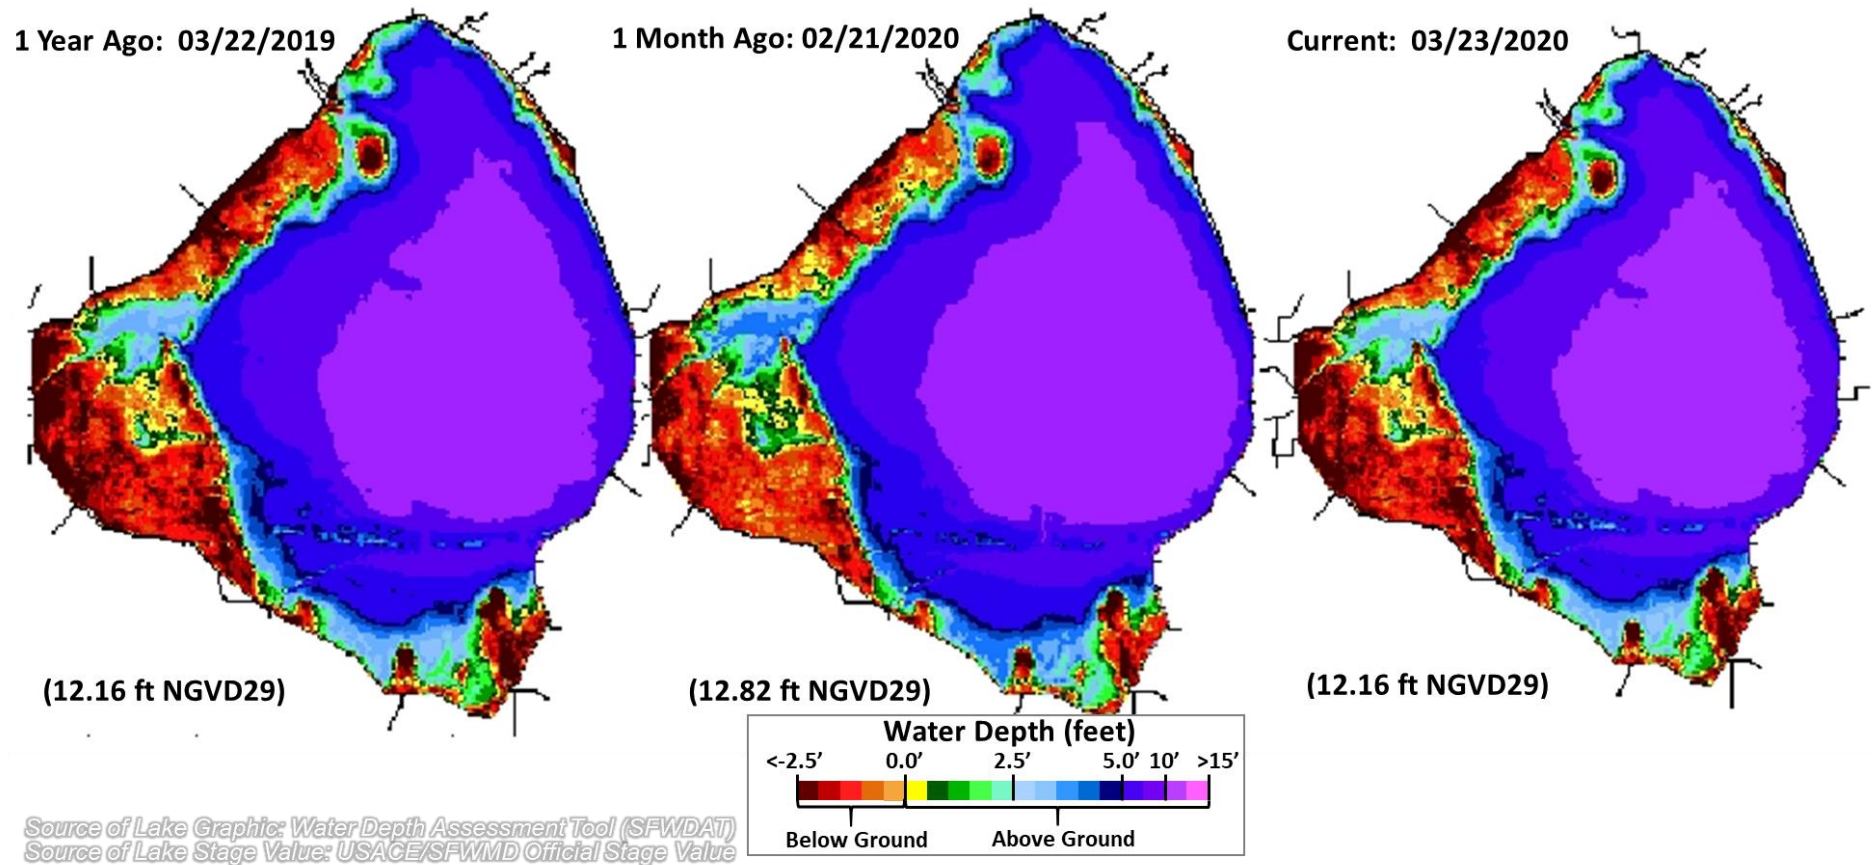 1 Year Ago: 03/22/2019
1 Month Ago: 02/21/2020
Current: 03/23/2020
(12.16 ft NGVD29)
(12.82 ft NGVD29)
(12.16 ft NGVD29)
Water Depth (feet)
<-2.5’ 0.0’ 2.5’ 5.0’ 10’ >15’
Below Ground Above Ground
Source of Lake Graphic: Water Depth Assessment Tool (SFWDAT)
Source of Lake Stage Value: USACE/SFWMD Official Stage Value